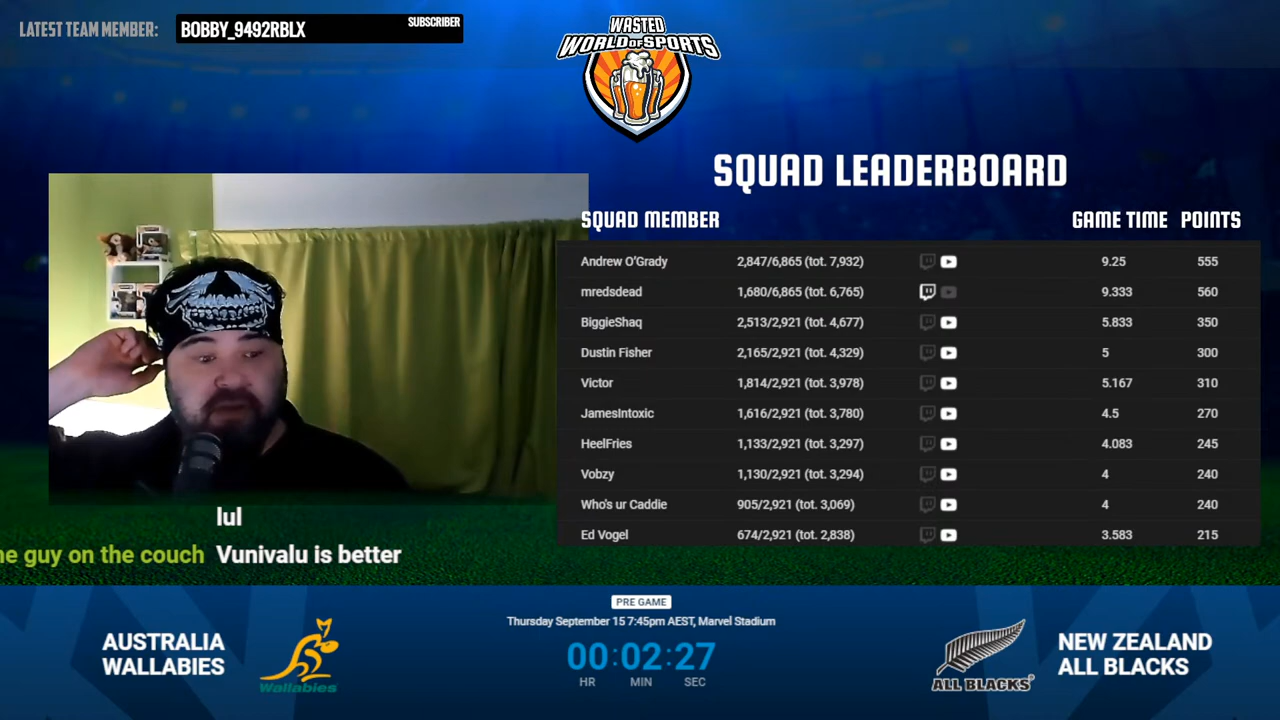 LATEST TEAM MEMBER:
BOBBY_9492RBLX
SUBSCRIBER
WASTED
WORLD OF SPORTS
SQUAD LEADERBOARD
SQUAD MEMBER GAME TIME POINTS
Andrew O'Grady 2,847/6,865 (tot. 7,932) 9.25 555
mredsdead 1,680/6,865 (tot. 6,765) 9.333 560
BiggieShaq 2,513/2,921 (tot. 4,677) 5.833 350
Dustin Fisher 2,165/2,921 (tot. 4,329) 5 300
Victor 1,814/2,921 (tot. 3,978) 5.167 310
JamesIntoxic 1,616/2,921 (tot. 3,780) 4.5 270
HeelFries 1,133/2,921 (tot. 3,297) 4.083 245
Vobzy 1,130/2,921 (tot. 3,294) 4 240
Who's ur Caddie 905/2,921 (tot. 3,069) 4 240
Ed Vogel 674/2,921 (tot. 2,838) 3.583 215
lul
guy on the couch Vunivalu is better
PRE GAME
Thursday September 15 7:45pm AEST, Marvel Stadium
00:02:27
HR MIN SEC
AUSTRALIA
WALLABIES
Wallabies
ALL BLACKS
NEW ZEALAND
ALL BLACKS